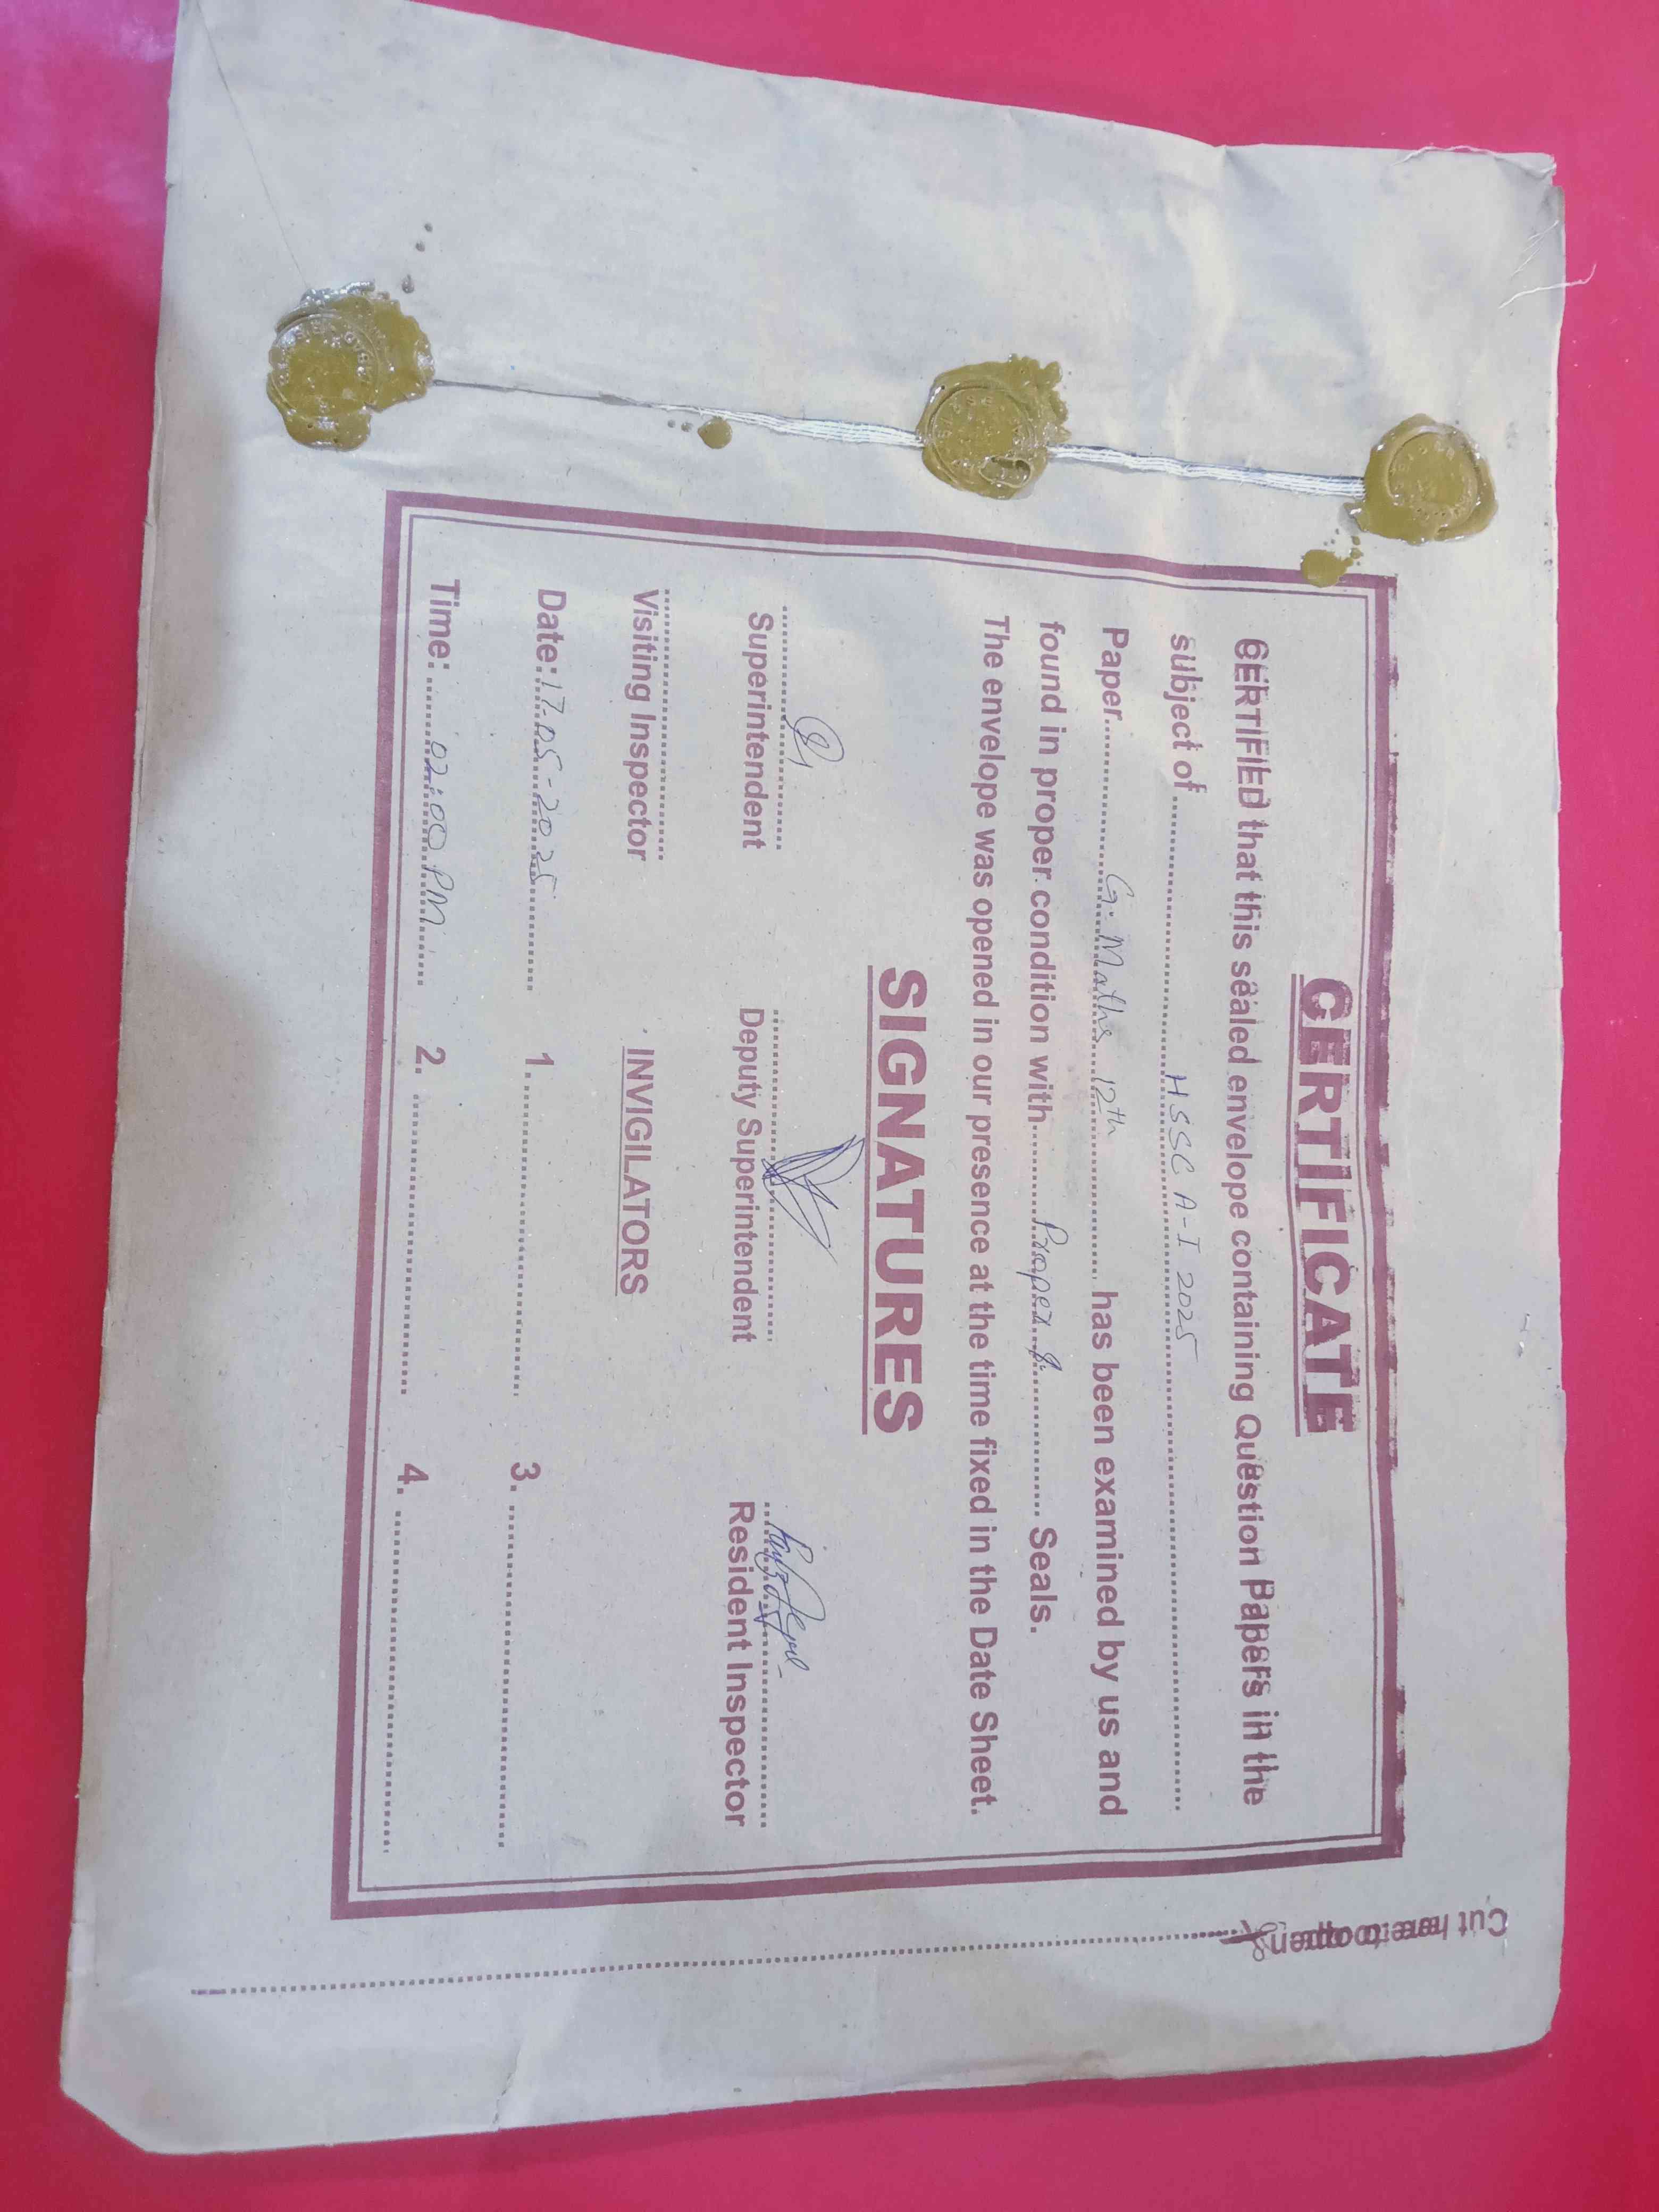 CERTIFICATE
CERTIFIED that this sealed envelope containing Question Papers in the
subject of ........ HSSC A-I 2025 ........
Paper ........ G. Maths 12th ........ has been examined by us and
found in proper condition with ........ Proper 8 ........ Seals.
The envelope was opened in our presence at the time fixed in the Date Sheet.
SIGNATURES
Superintendent Deputy Superintendent Resident Inspector
Visiting Inspector INVIGILATORS
Date: 17-05-2025 1. ........ 3. ........
Time: ........ 02:00 PM ........ 2. ........ 4. ........
Cut here to open